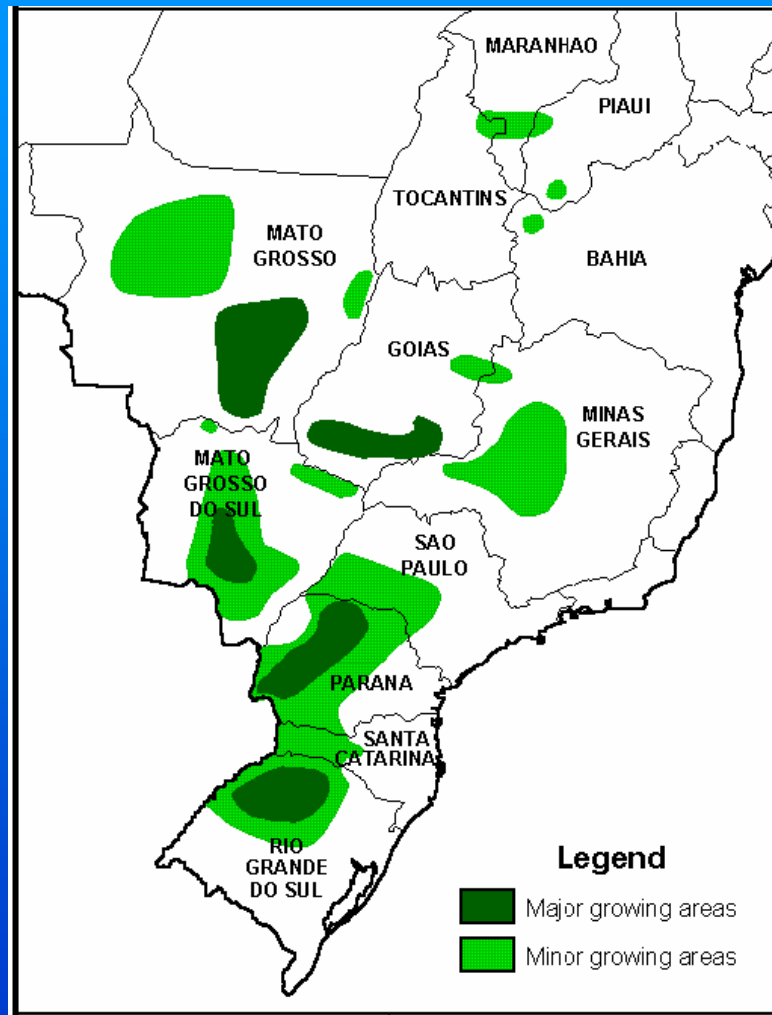 MARANHAO
PIAUI
TOCANTINS
MATO
GROSSO
BAHIA
GOIAS
MINAS
GERAIS
MATO
GROSSO
DO SUL
SAO
PAULO
PARANA
SANTA
CATARINA
RIO
GRANDE
DO SUL
Legend
Major growing areas
Minor growing areas